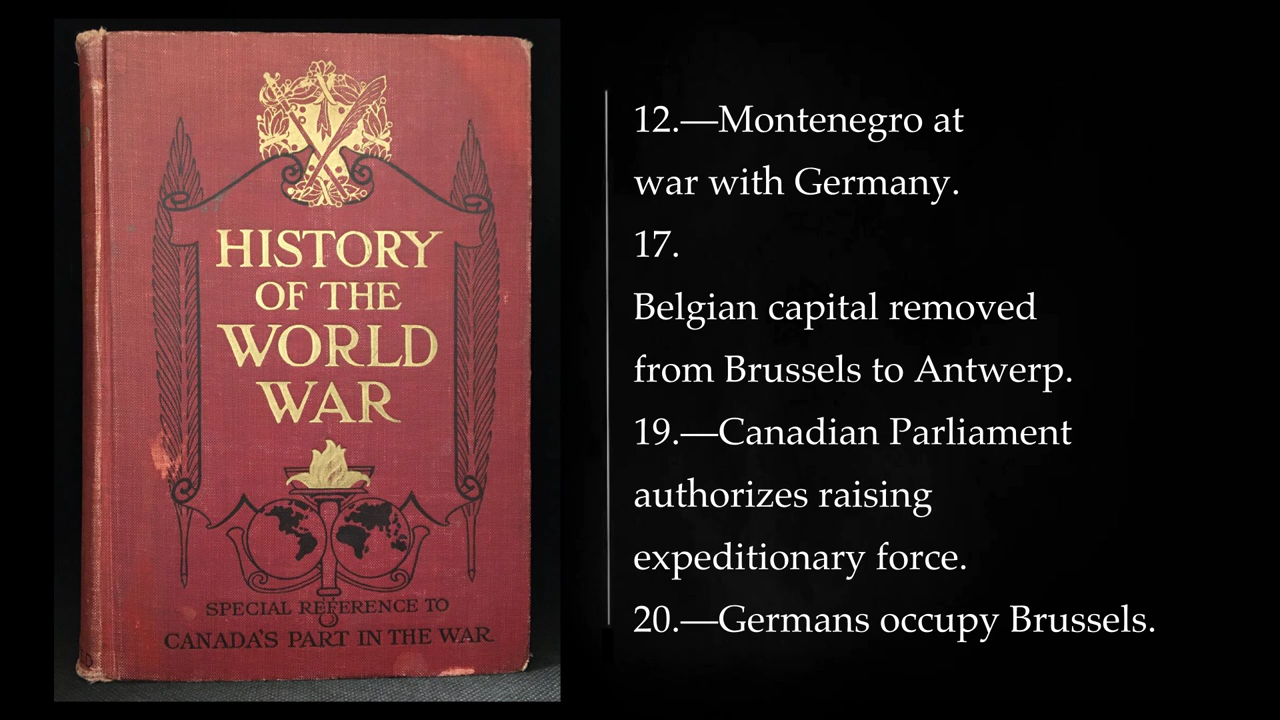 HISTORY
OF THE
WORLD
WAR
SPECIAL REFERENCE TO
CANADA'S PART IN THE WAR
12.—Montenegro at
war with Germany.
17.
Belgian capital removed
from Brussels to Antwerp.
19.—Canadian Parliament
authorizes raising
expeditionary force.
20.—Germans occupy Brussels.